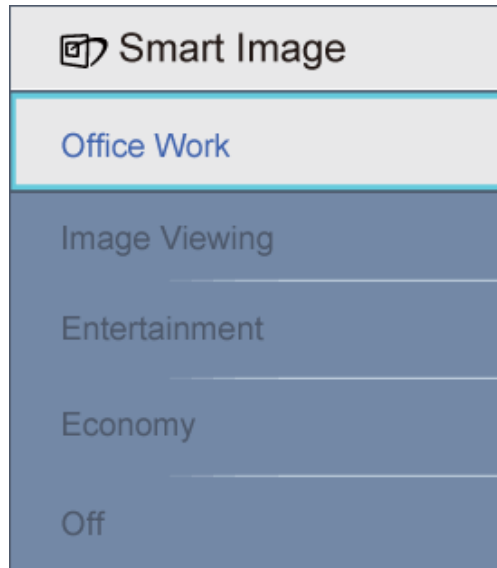 Smart Image
Office Work
Image Viewing
Entertainment
Economy
Off